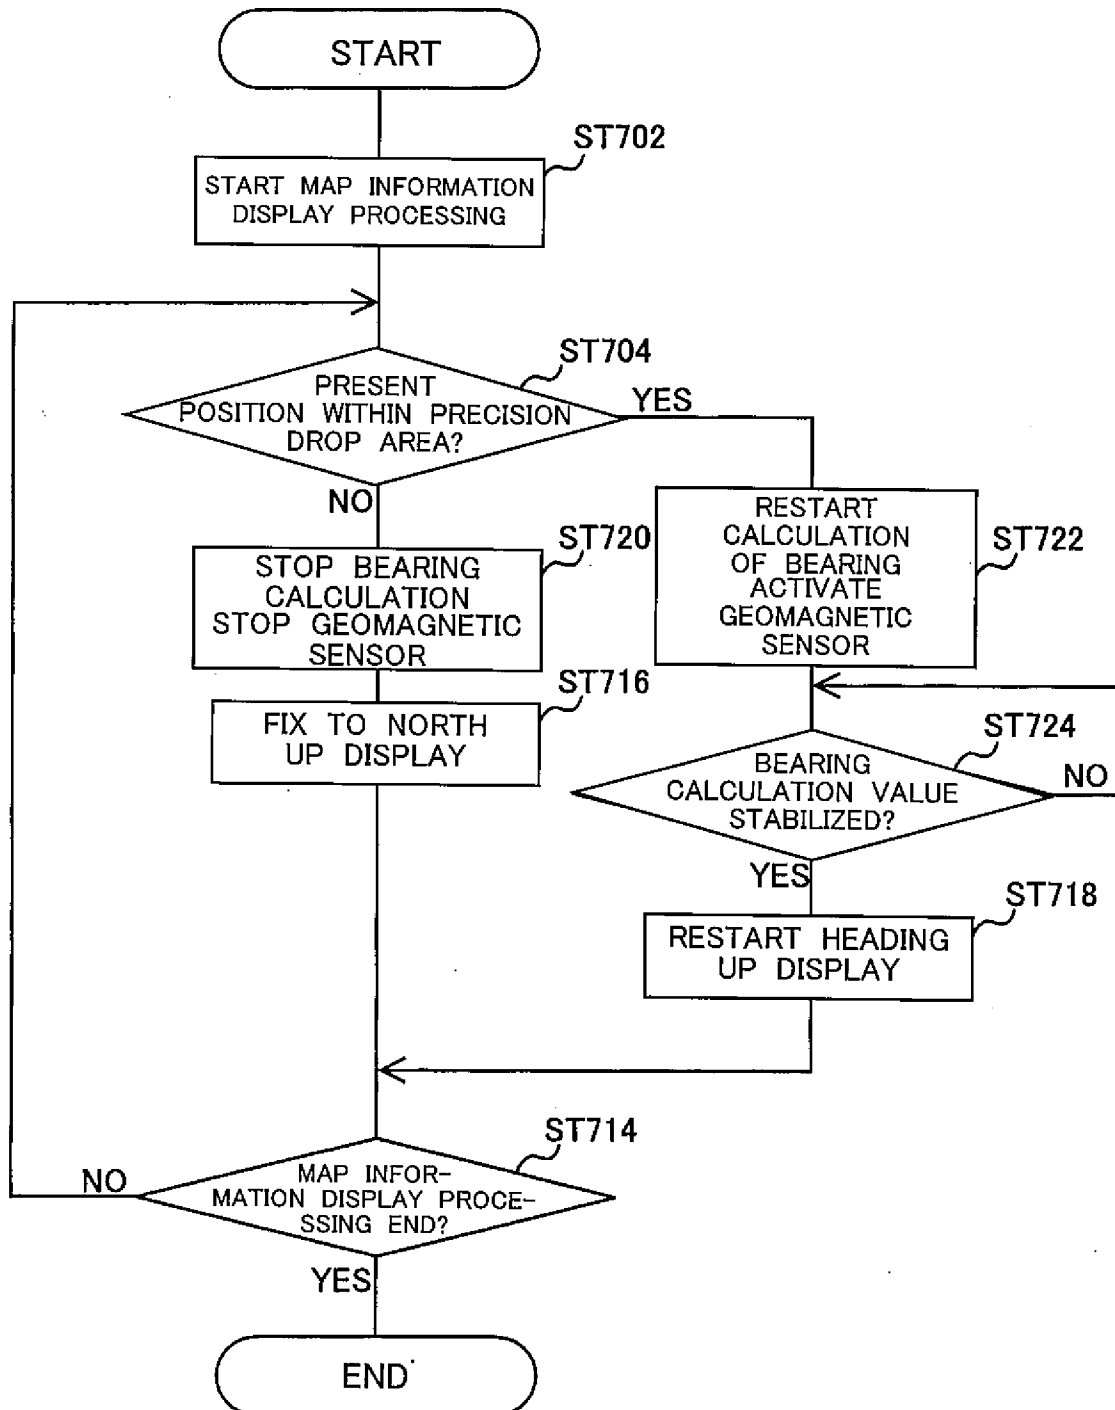 START
ST702
START MAP INFORMATION
DISPLAY PROCESSING
ST704
PRESENT
POSITION WITHIN PRECISION
DROP AREA?
YES
NO
ST720
STOP BEARING
CALCULATION
STOP GEOMAGNETIC
SENSOR
RESTART
CALCULATION
OF BEARING
ACTIVATE
GEOMAGNETIC
SENSOR
ST722
ST716
FIX TO NORTH
UP DISPLAY
ST724
BEARING
CALCULATION VALUE
STABILIZED?
NO
YES
ST718
RESTART HEADING
UP DISPLAY
ST714
MAP INFOR-
MATION DISPLAY PROCE-
SSING END?
NO
YES
END